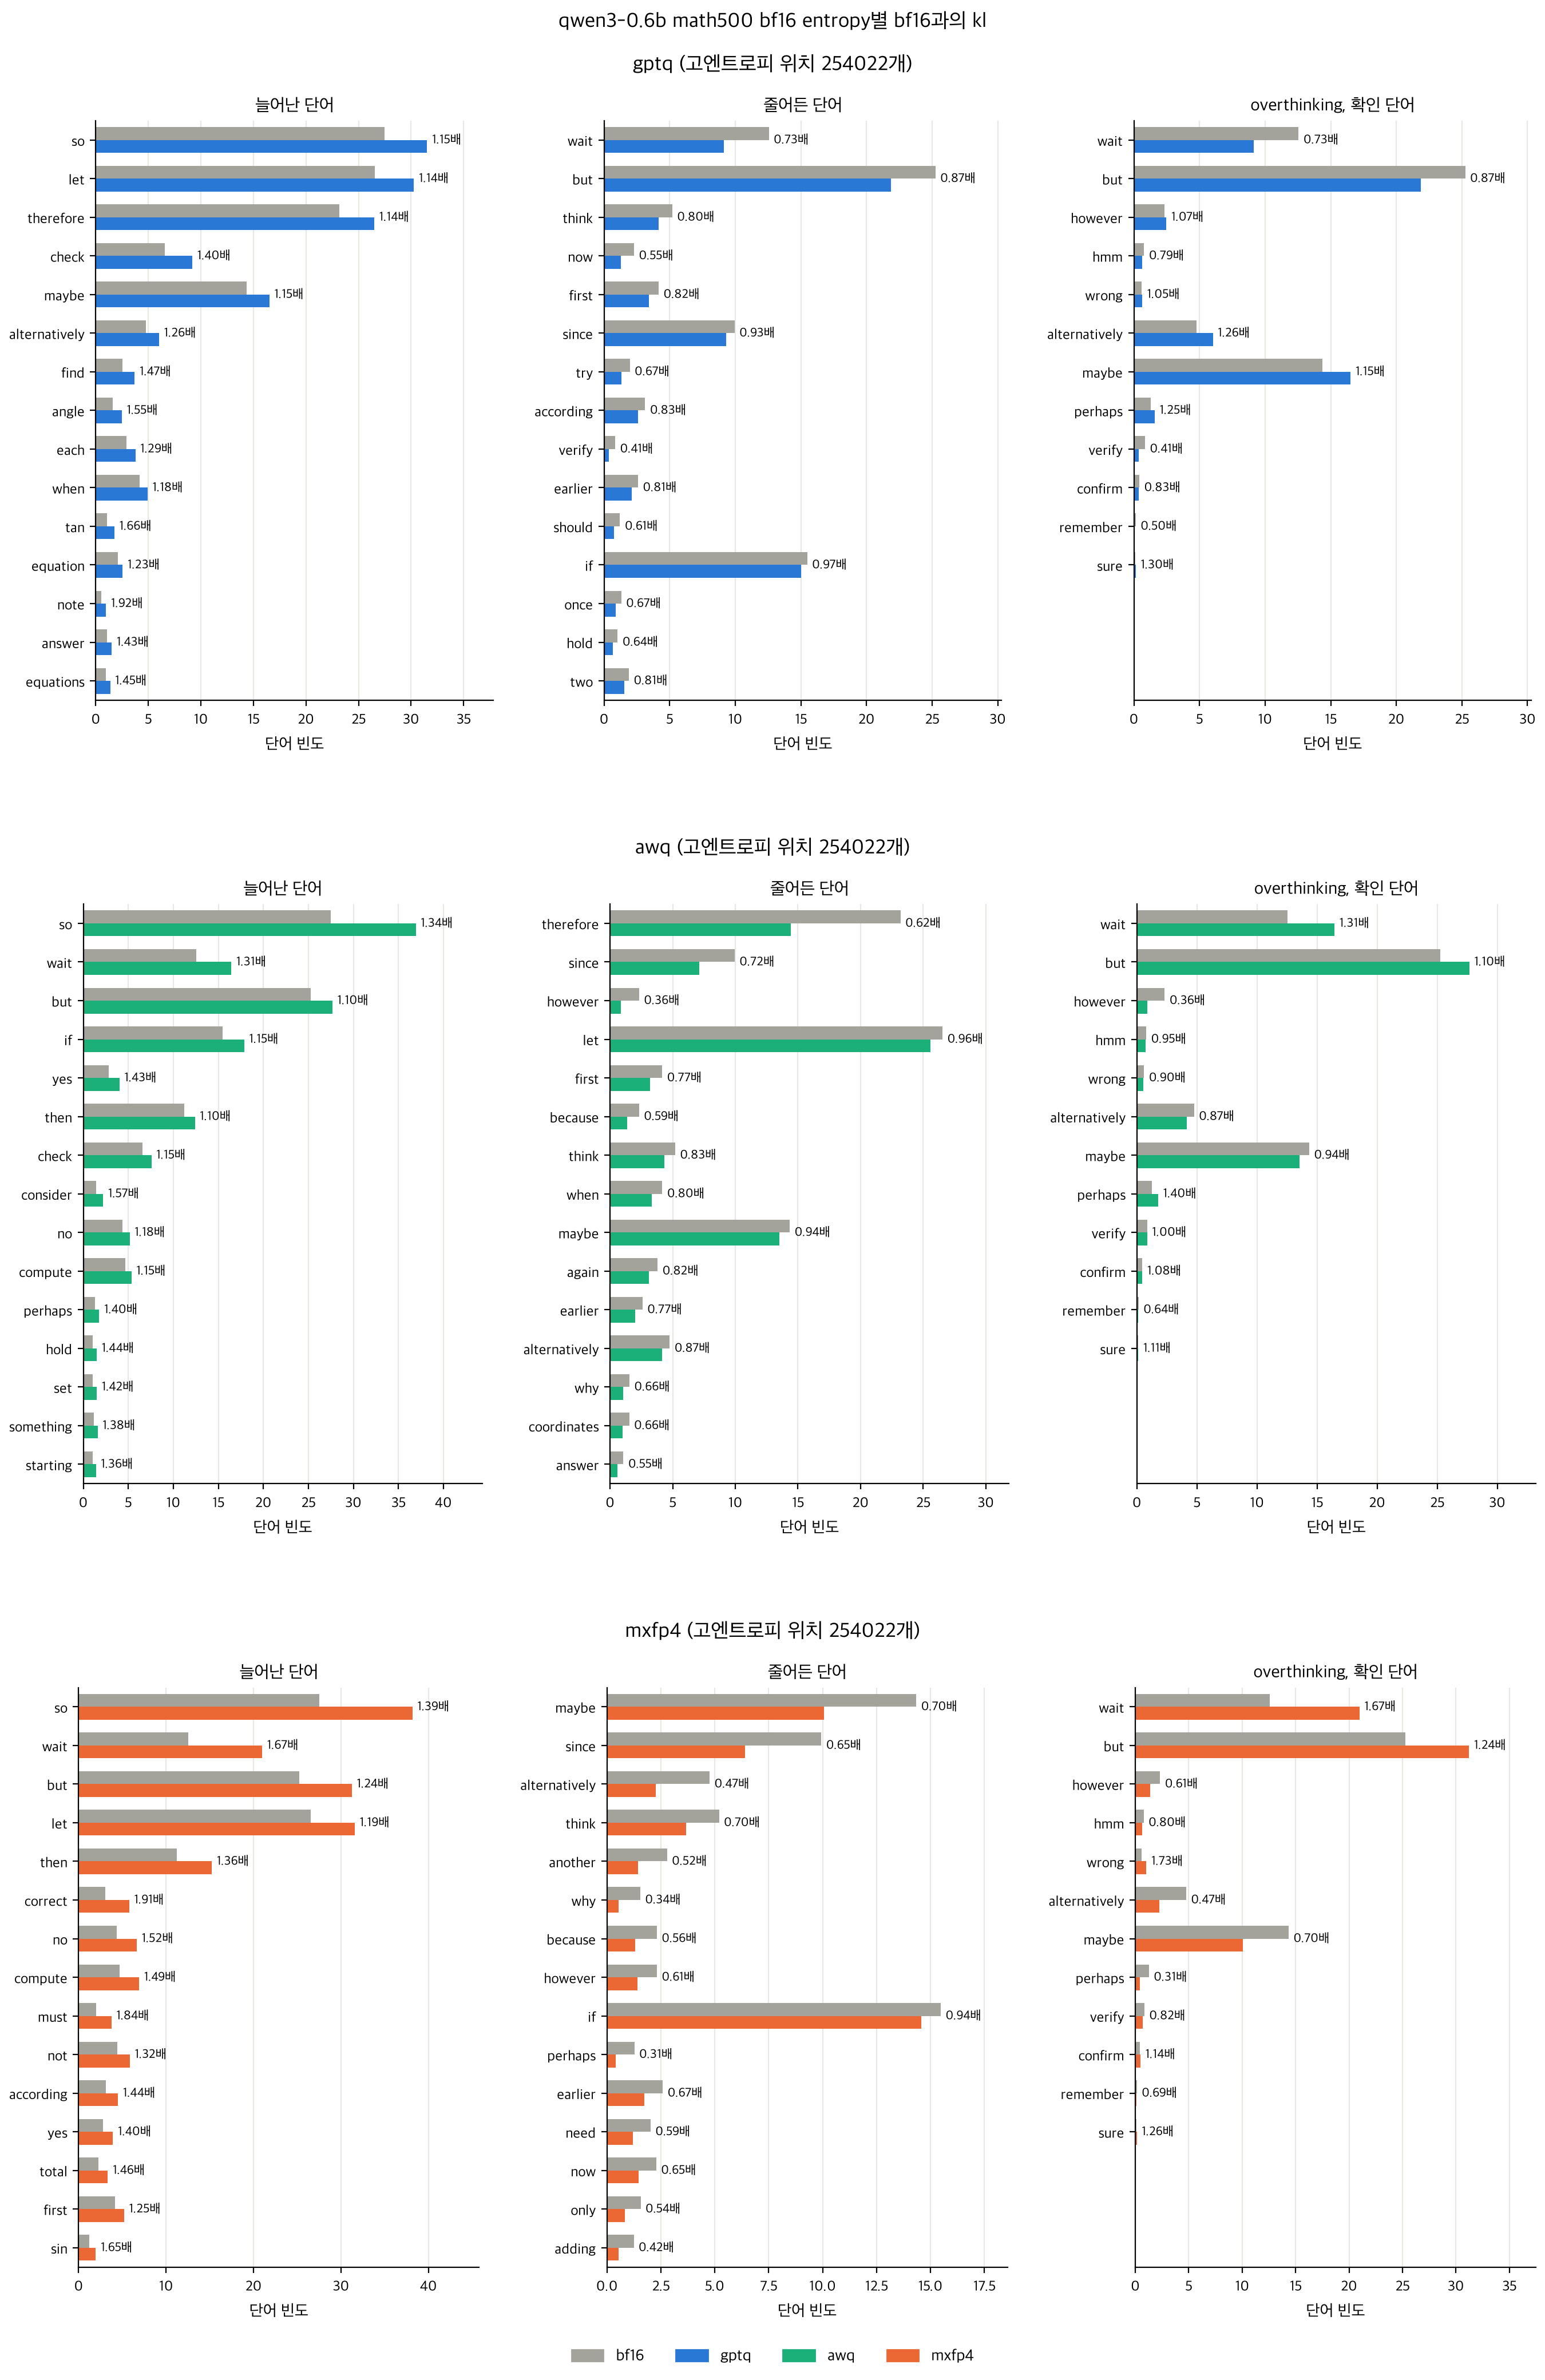 qwen3-0.6b math500 bf16 entropy별 bf16과의 kl
gptq (고엔트로피 위치 254022개)
늘어난 단어
so 1.15배
let 1.14배
therefore 1.14배
check 1.40배
maybe 1.15배
alternatively 1.26배
find 1.47배
angle 1.55배
each 1.29배
when 1.18배
tan 1.66배
equation 1.23배
note 1.92배
answer 1.43배
equations 1.45배
0 5 10 15 20 25 30 35
단어 빈도
줄어든 단어
wait 0.73배
but 0.87배
think 0.80배
now 0.55배
first 0.82배
since 0.93배
try 0.67배
according 0.83배
verify 0.41배
earlier 0.81배
should 0.61배
if 0.97배
once 0.67배
hold 0.64배
two 0.81배
0 5 10 15 20 25 30
단어 빈도
overthinking, 확인 단어
wait 0.73배
but 0.87배
however 1.07배
hmm 0.79배
wrong 1.05배
alternatively 1.26배
maybe 1.15배
perhaps 1.25배
verify 0.41배
confirm 0.83배
remember 0.50배
sure 1.30배
0 5 10 15 20 25 30
단어 빈도
awq (고엔트로피 위치 254022개)
늘어난 단어
so 1.34배
wait 1.31배
but 1.10배
if 1.15배
yes 1.43배
then 1.10배
check 1.15배
consider 1.57배
no 1.18배
compute 1.15배
perhaps 1.40배
hold 1.44배
set 1.42배
something 1.38배
starting 1.36배
0 5 10 15 20 25 30 35 40
단어 빈도
줄어든 단어
therefore 0.62배
since 0.72배
however 0.36배
let 0.96배
first 0.77배
because 0.59배
think 0.83배
when 0.80배
maybe 0.94배
again 0.82배
earlier 0.77배
alternatively 0.87배
why 0.66배
coordinates 0.66배
answer 0.55배
0 5 10 15 20 25 30
단어 빈도
overthinking, 확인 단어
wait 1.31배
but 1.10배
however 0.36배
hmm 0.95배
wrong 0.90배
alternatively 0.87배
maybe 0.94배
perhaps 1.40배
verify 1.00배
confirm 1.08배
remember 0.64배
sure 1.11배
0 5 10 15 20 25 30
단어 빈도
mxfp4 (고엔트로피 위치 254022개)
늘어난 단어
so 1.39배
wait 1.67배
but 1.24배
let 1.19배
then 1.36배
correct 1.91배
no 1.52배
compute 1.49배
must 1.84배
not 1.32배
according 1.44배
yes 1.40배
total 1.46배
first 1.25배
sin 1.65배
0 10 20 30 40
단어 빈도
줄어든 단어
maybe 0.70배
since 0.65배
alternatively 0.47배
think 0.70배
another 0.52배
why 0.34배
because 0.56배
however 0.61배
if 0.94배
perhaps 0.31배
earlier 0.67배
need 0.59배
now 0.65배
only 0.54배
adding 0.42배
0.0 2.5 5.0 7.5 10.0 12.5 15.0 17.5
단어 빈도
overthinking, 확인 단어
wait 1.67배
but 1.24배
however 0.61배
hmm 0.80배
wrong 1.73배
alternatively 0.47배
maybe 0.70배
perhaps 0.31배
verify 0.82배
confirm 1.14배
remember 0.69배
sure 1.26배
0 5 10 15 20 25 30 35
단어 빈도
bf16 gptq awq mxfp4